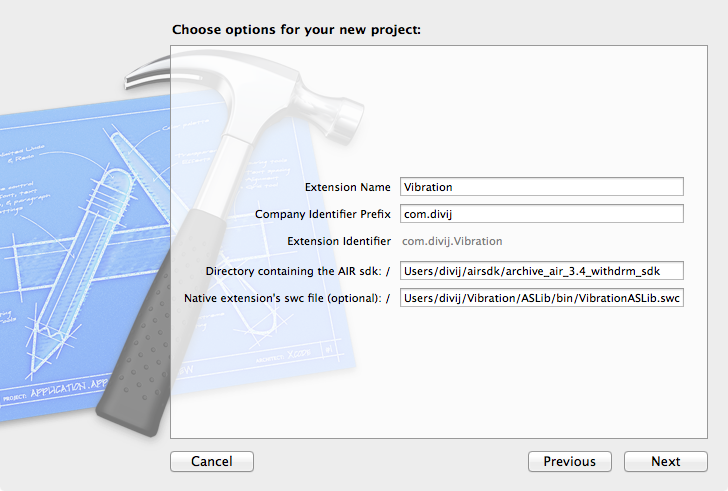 Choose options for your new project:
Extension Name Vibration
Company Identifier Prefix com.divij
Extension Identifier com.divij.Vibration
Directory containing the AIR sdk: / Users/divij/airsdk/archive_air_3.4_withdrm_sdk
Native extension's swc file (optional): / Users/divij/Vibration/ASLib/bin/VibrationASLib.swc
PROJECT: APPLICATION.APP
Cancel Previous Next